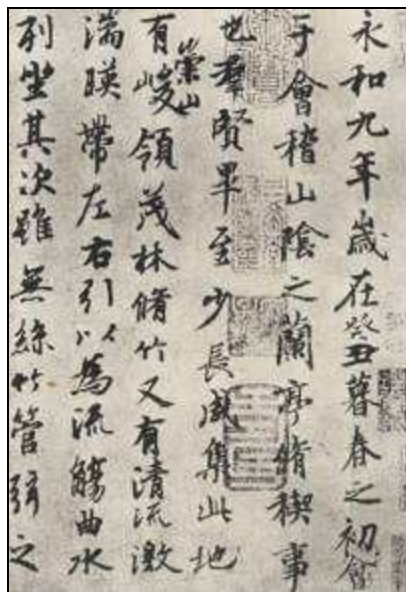 永和九年歲在癸丑暮春之初會
于會稽山陰之蘭亭脩稧事
也羣賢畢至少長咸集此地
有崇山峻領茂林脩竹又有清流激
湍暎帶左右引以為流觴曲水
列坐其次雖無絲竹管弦之